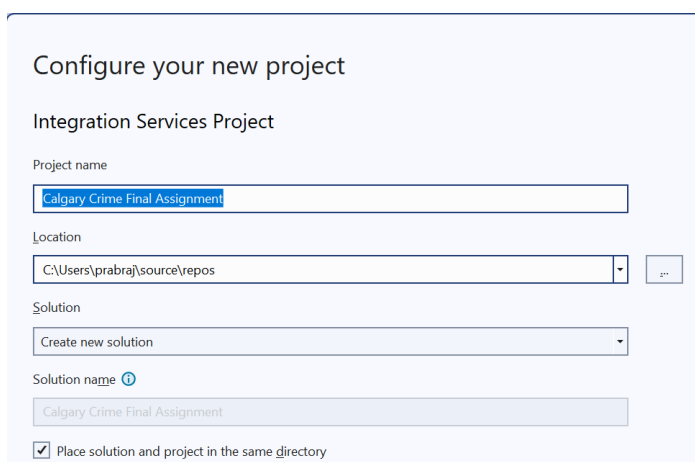 Configure your new project
Integration Services Project
Project name
Calgary Crime Final Assignment
Location
C:\Users\prabraj\source\repos
...
Solution
Create new solution
Solution name
Calgary Crime Final Assignment
Place solution and project in the same directory